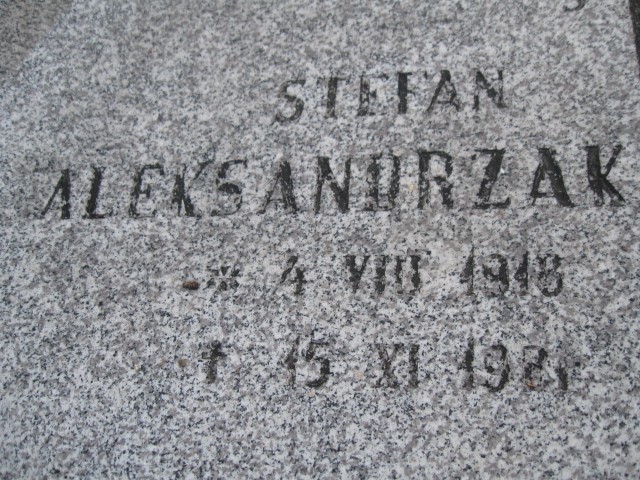 STEFAN
ALEKSANDRZAK
* 4 VIII 1918
† 15 XI